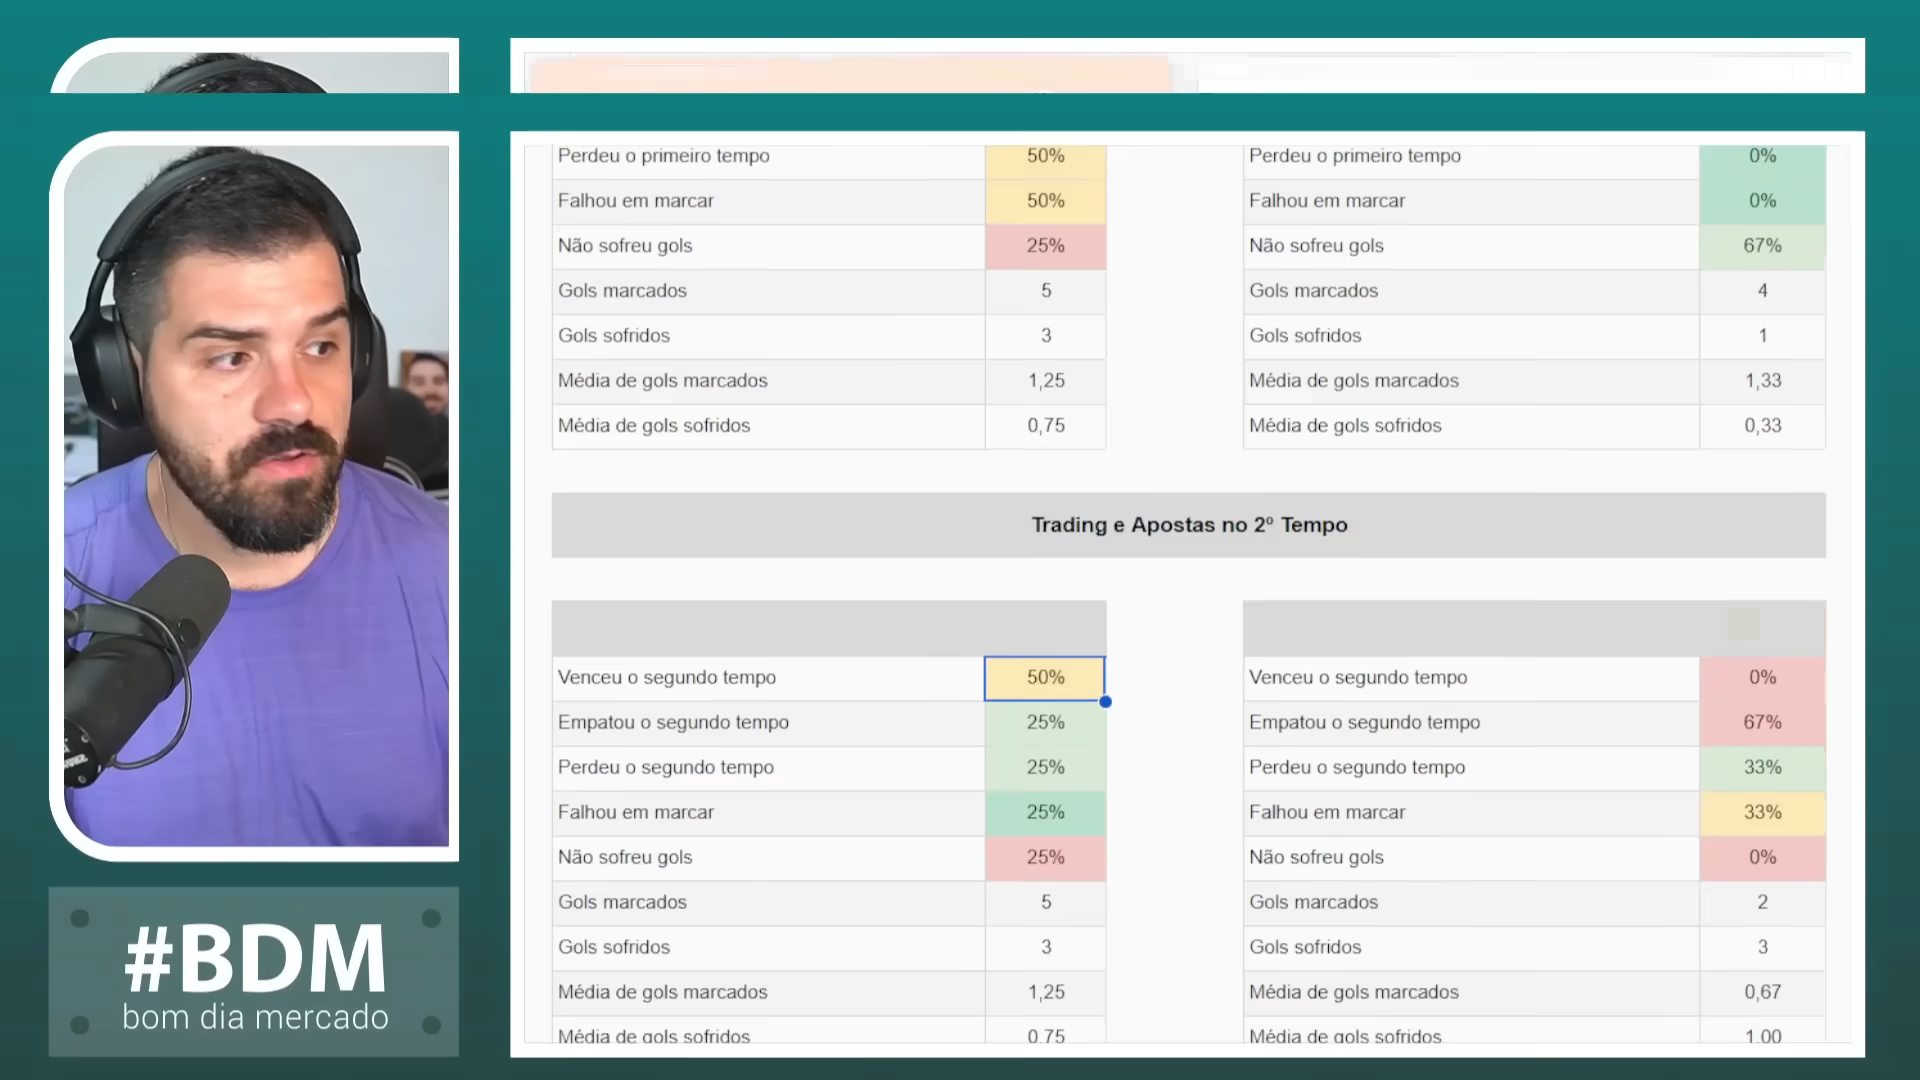 Perdeu o primeiro tempo 50% Perdeu o primeiro tempo 0%
Falhou em marcar 50% Falhou em marcar 0%
Não sofreu gols 25% Não sofreu gols 67%
Gols marcados 5 Gols marcados 4
Gols sofridos 3 Gols sofridos 1
Média de gols marcados 1,25 Média de gols marcados 1,33
Média de gols sofridos 0,75 Média de gols sofridos 0,33
Trading e Apostas no 2º Tempo
Venceu o segundo tempo 50% Venceu o segundo tempo 0%
Empatou o segundo tempo 25% Empatou o segundo tempo 67%
Perdeu o segundo tempo 25% Perdeu o segundo tempo 33%
Falhou em marcar 25% Falhou em marcar 33%
Não sofreu gols 25% Não sofreu gols 0%
Gols marcados 5 Gols marcados 2
Gols sofridos 3 Gols sofridos 3
Média de gols marcados 1,25 Média de gols marcados 0,67
Média de gols sofridos 0,75 Média de gols sofridos 1,00
#BDM
bom dia mercado